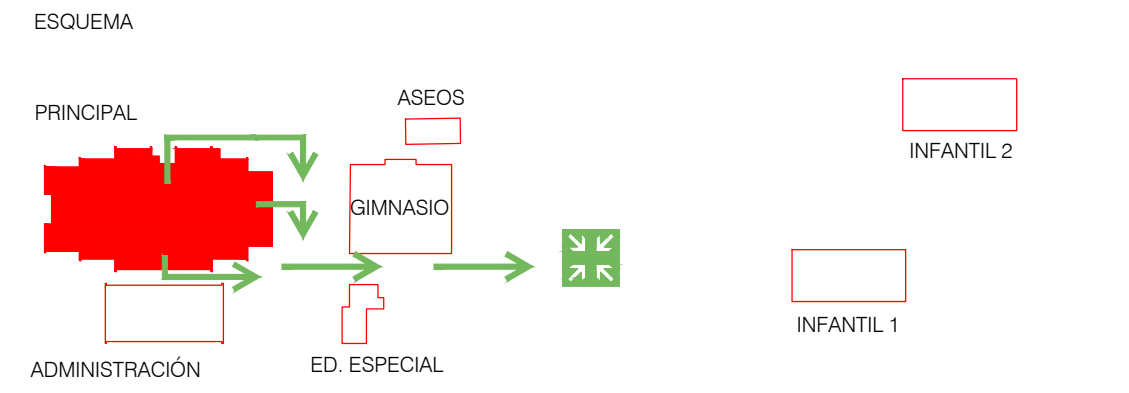 ESQUEMA
PRINCIPAL
ASEOS
INFANTIL 2
GIMNASIO
INFANTIL 1
ADMINISTRACIÓN
ED. ESPECIAL